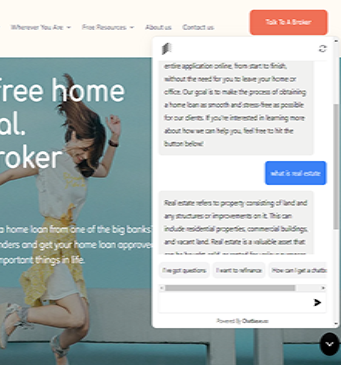 Wherever You Are
Free Resources
About us
Contact us
Talk To A Broker
free home
al.
roker
a home loan from one of the big banks
nders and get your home loan approved
mportant things in life.
entire application online, from start to finish,
without the need for you to leave your home or
office. Our goal is to make the process of obtaining
a home loan as smooth and stress-free as possible
for our clients. If you're interested in learning more
about how we can help you, feel free to hit the
button below!
what is real estate
Real estate refers to property consisting of land and
any structures or improvements on it. This can
include residential properties, commercial buildings,
and vacant land. Real estate is a valuable asset that
I've got questions
I want to refinance
How can I get a chatb
Powered By Chatbase.co